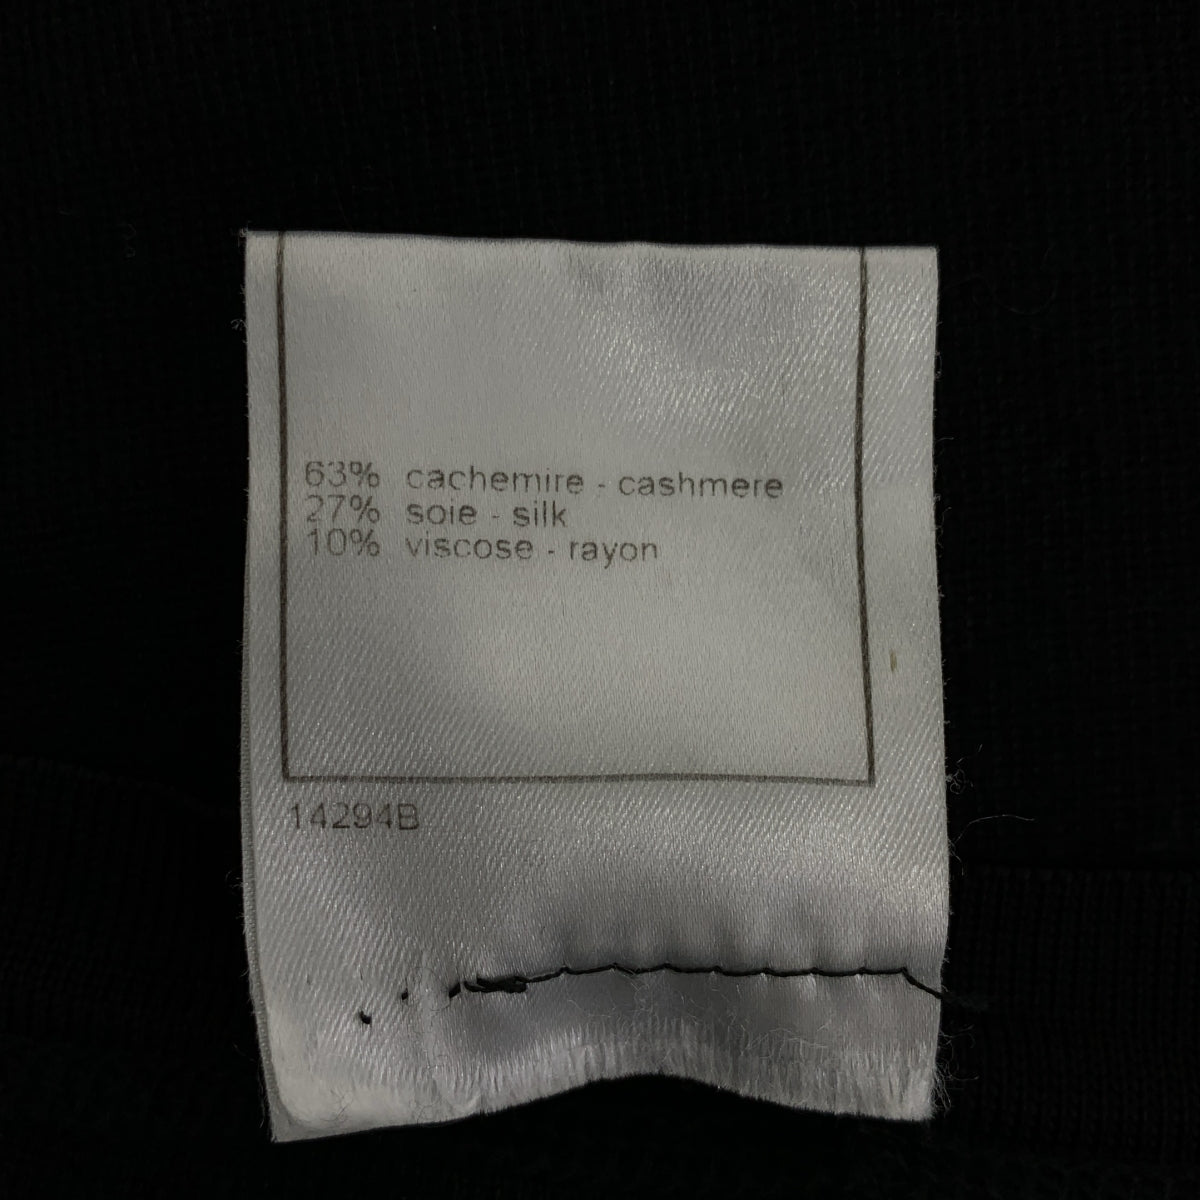 63% cachemire - cashmere
27% soie - silk
10% viscose - rayon
14294B